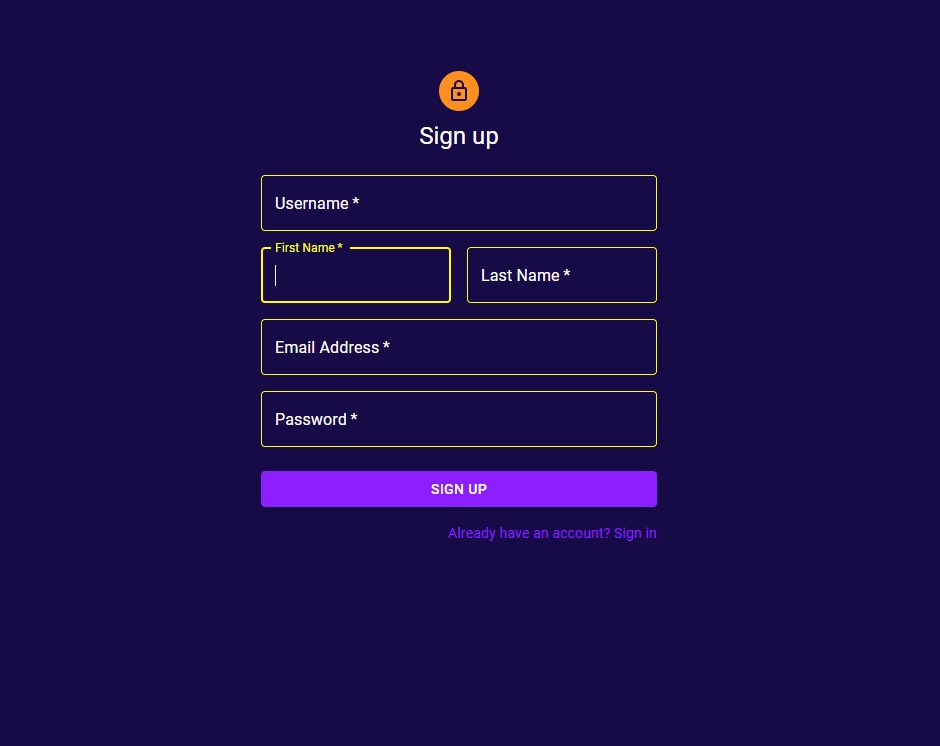 Sign up
Username *
First Name *
Last Name *
Email Address *
Password *
SIGN UP
Already have an account? Sign in